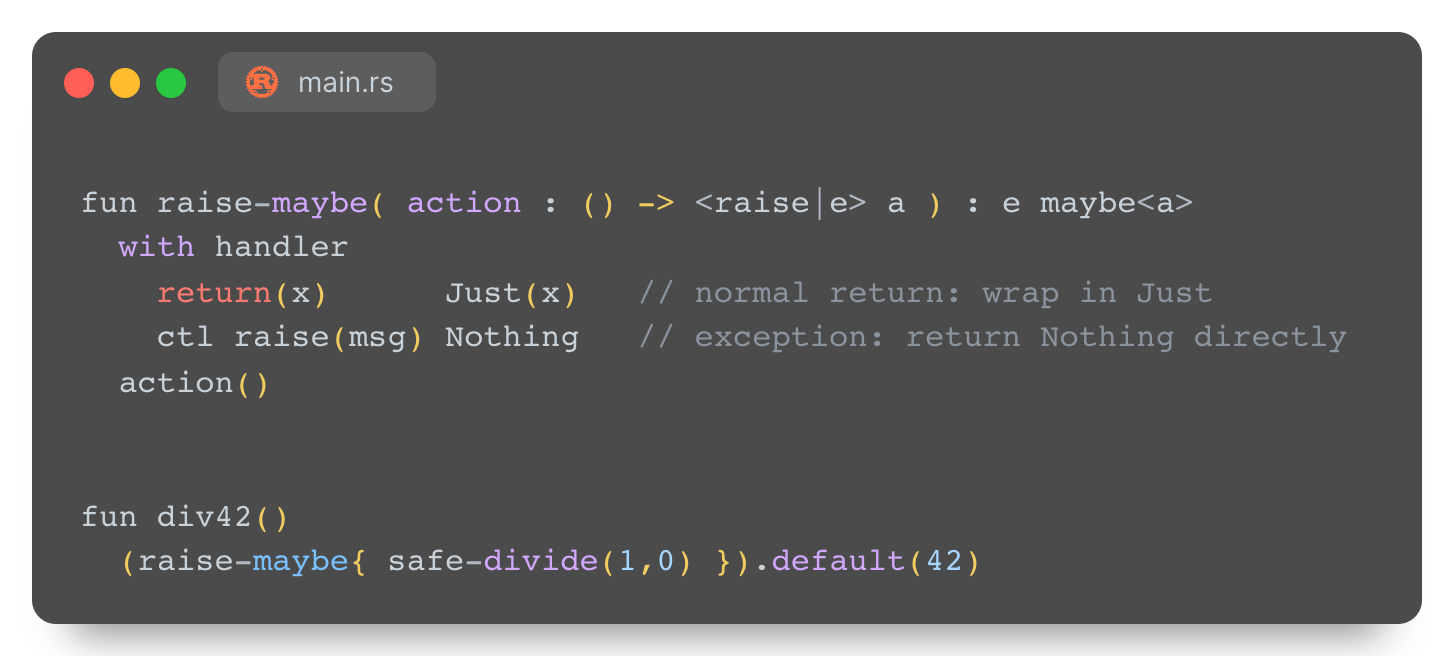 main.rs
fun raise-maybe( action : () -> <raise|e> a ) : e maybe<a>
  with handler
    return(x)      Just(x)   // normal return: wrap in Just
    ctl raise(msg) Nothing   // exception: return Nothing directly
  action()
fun div42()
  (raise-maybe{ safe-divide(1,0) }).default(42)